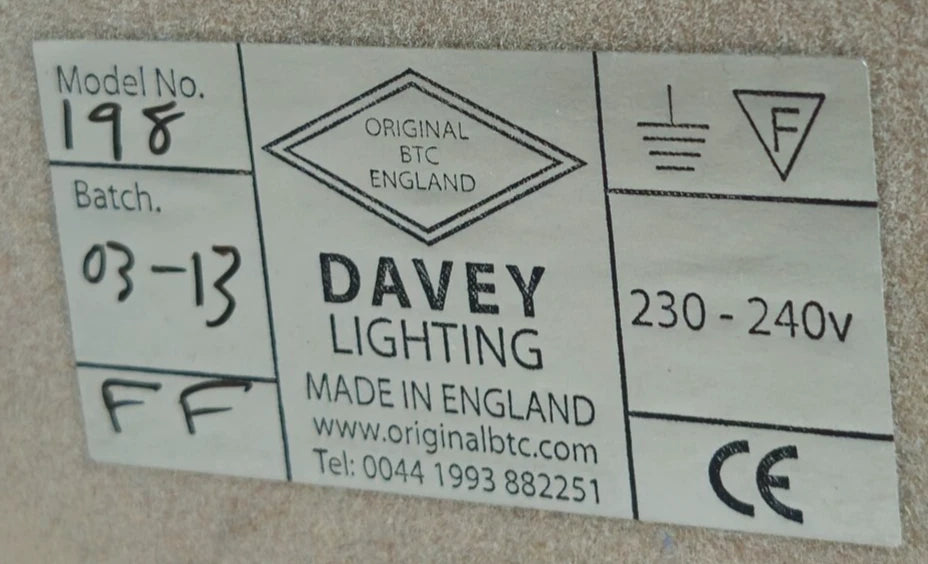 Model No.
198
Batch.
03-13
FF
ORIGINAL
BTC
ENGLAND
DAVEY
LIGHTING
MADE IN ENGLAND
www.originalbtc.com
Tel: 0044 1993 882251
F
230 - 240v
CE